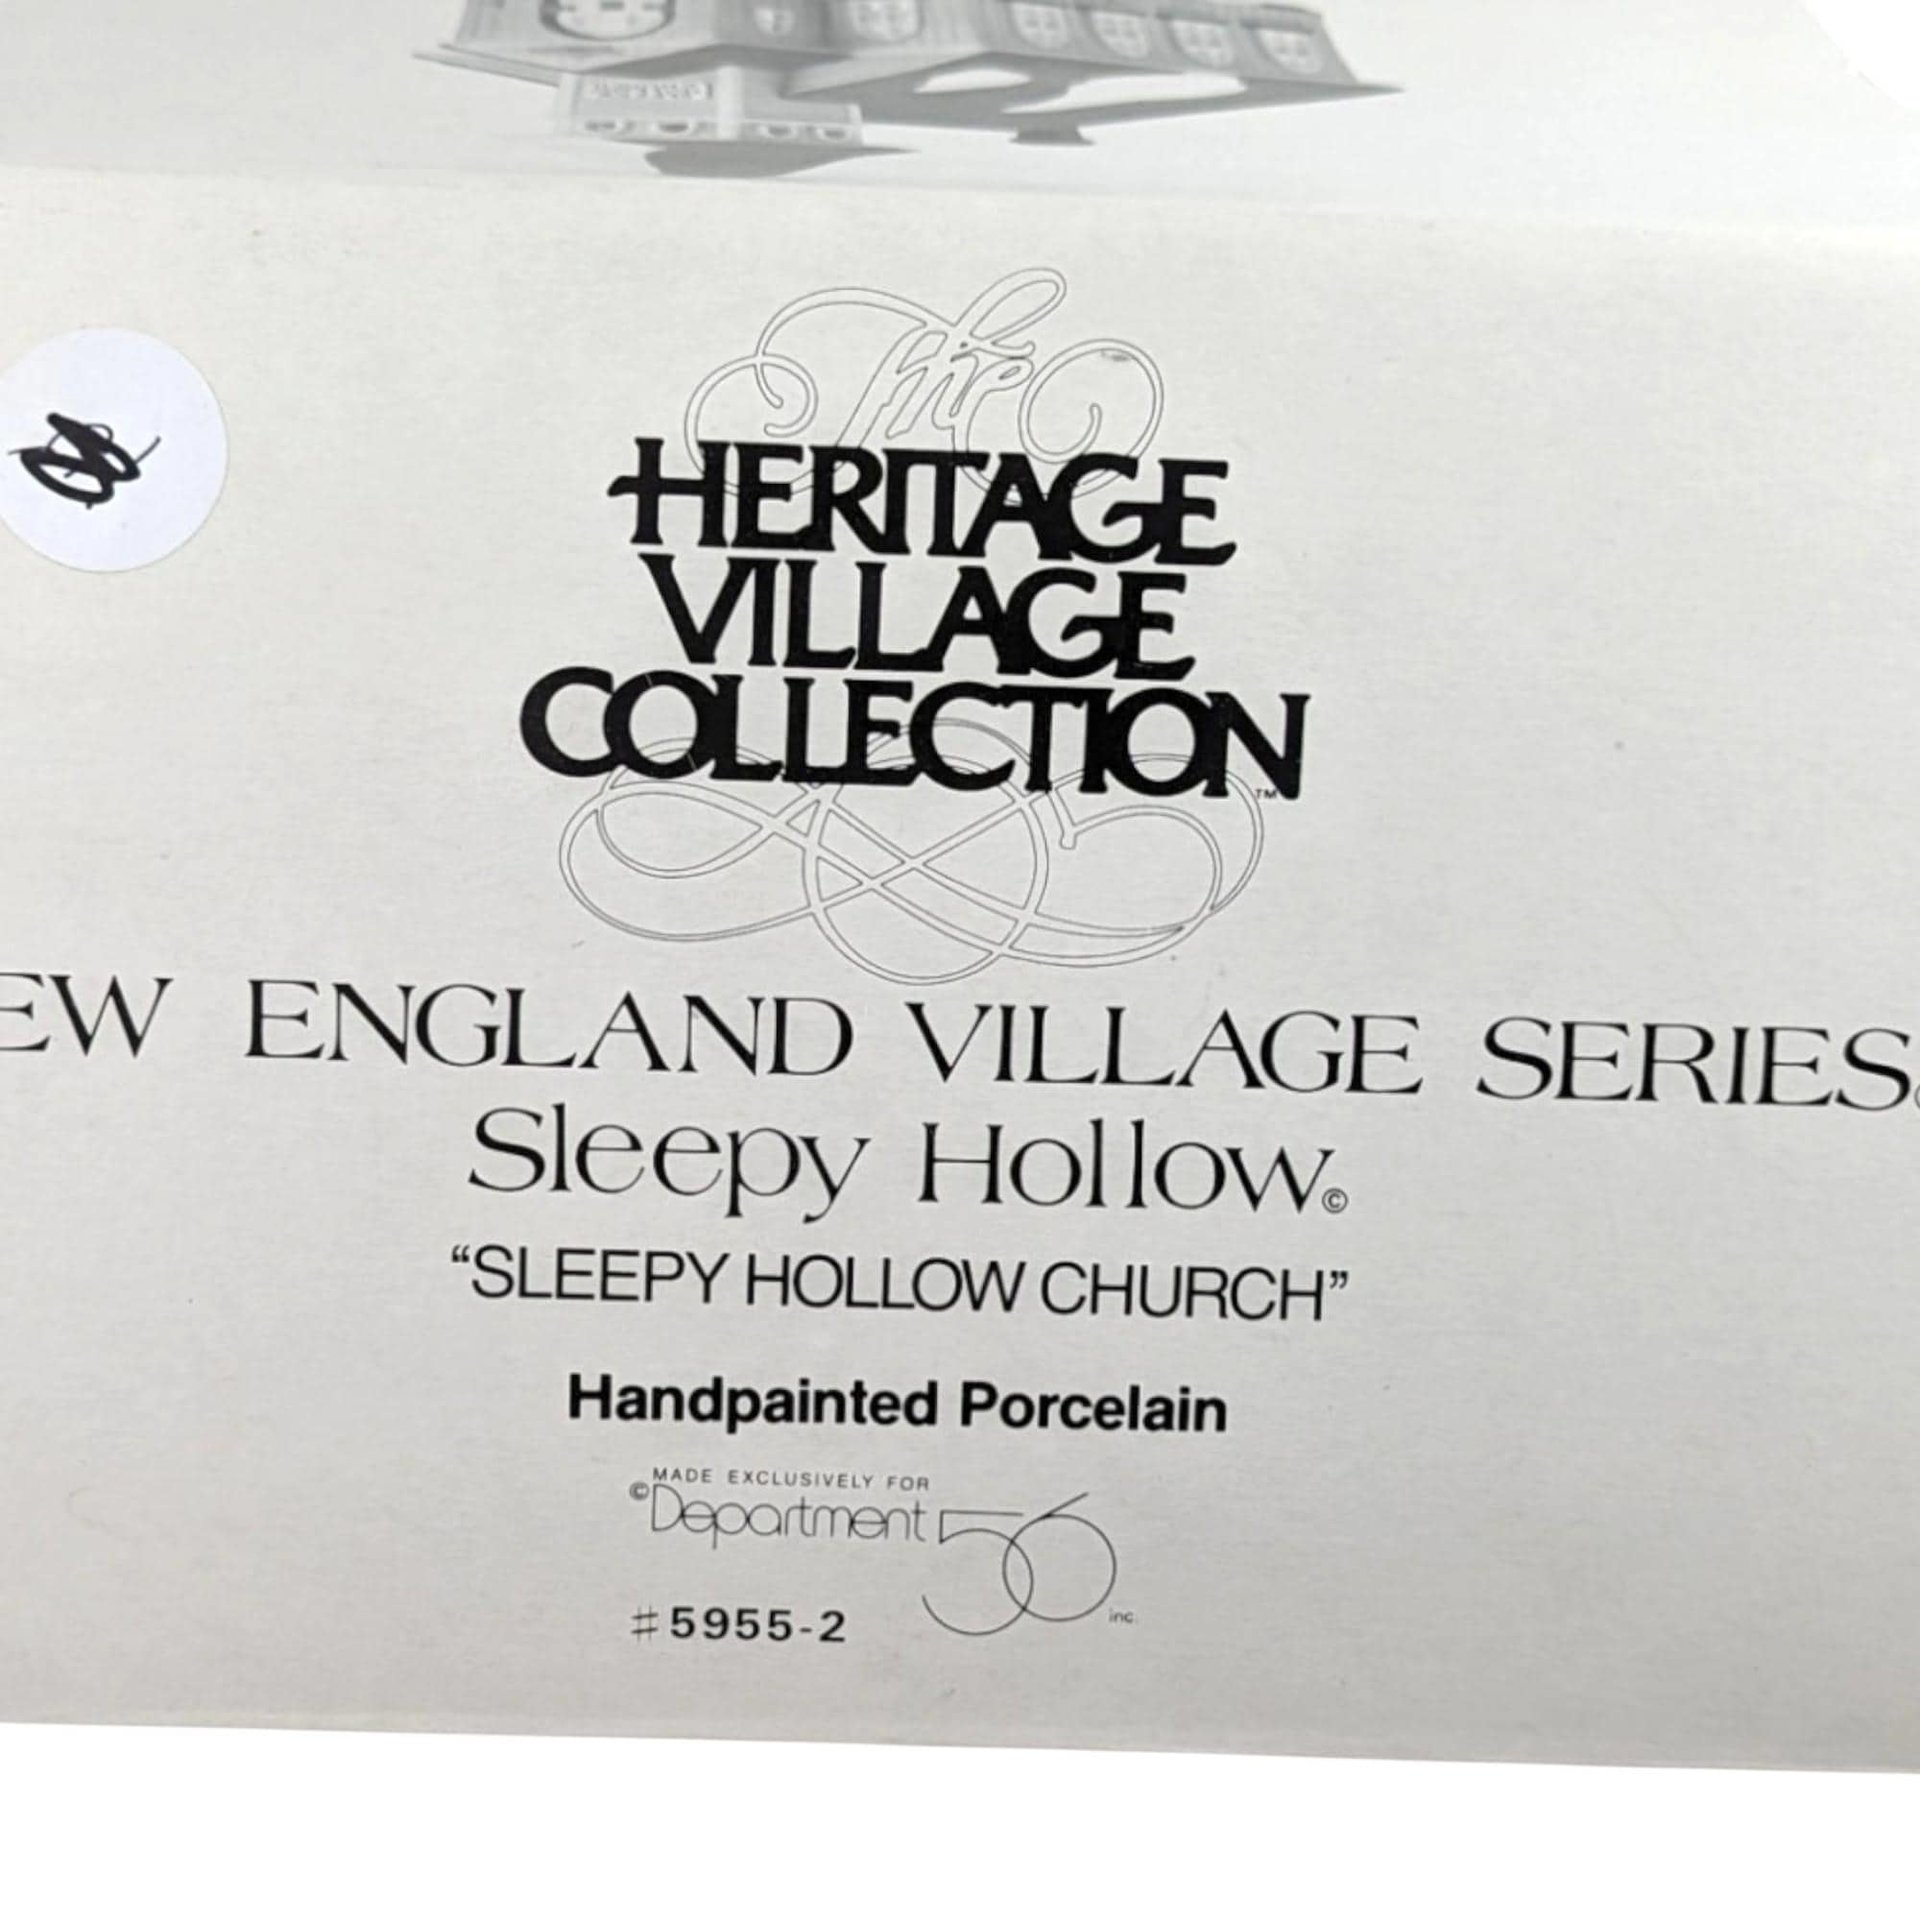 The
HERITAGE
VILLAGE
COLLECTION™
EW ENGLAND VILLAGE SERIES
Sleepy Hollow©
“SLEEPY HOLLOW CHURCH”
Handpainted Porcelain
MADE EXCLUSIVELY FOR
©Department 56 inc.
#5955-2